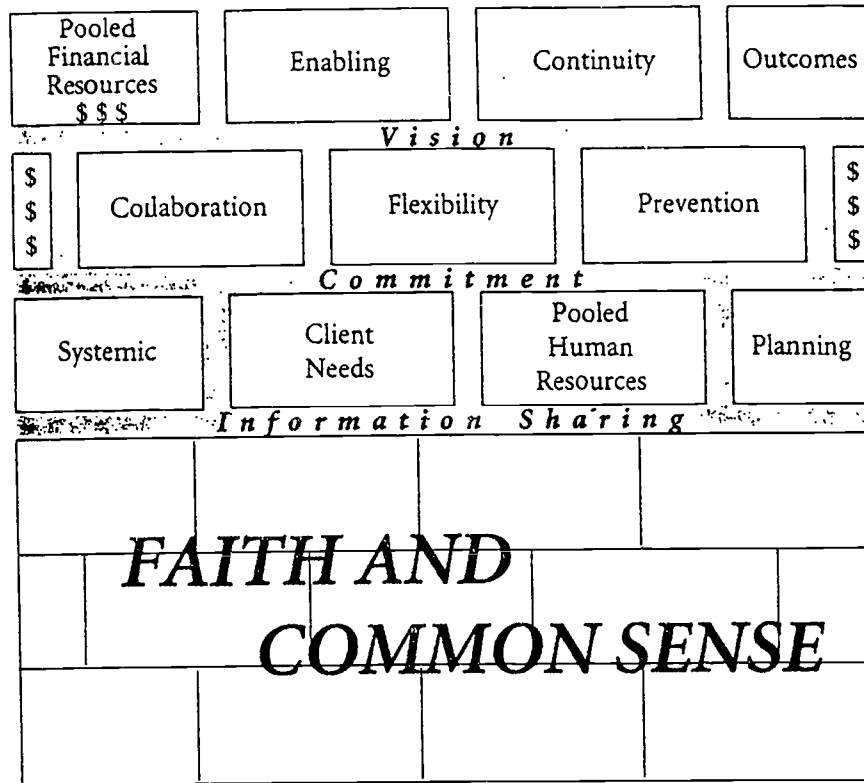 Pooled
Financial
Resources
$$$
Enabling
Continuity
Outcomes
Vision
$
$
$
Collaboration
Flexibility
Prevention
$
$
$
Commitment
Systemic
Client
Needs
Pooled
Human
Resources
Planning
Information Sharing
FAITH AND
COMMON SENSE